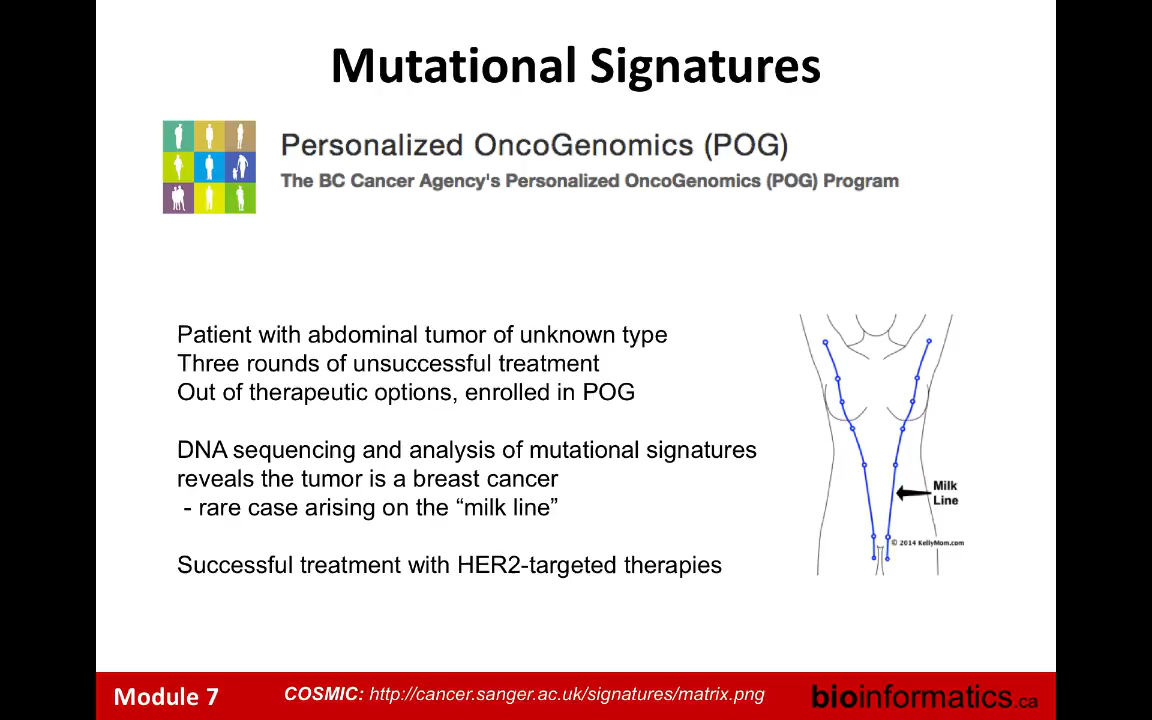 Mutational Signatures
Personalized OncoGenomics (POG)
The BC Cancer Agency's Personalized OncoGenomics (POG) Program
Patient with abdominal tumor of unknown type
Three rounds of unsuccessful treatment
Out of therapeutic options, enrolled in POG
DNA sequencing and analysis of mutational signatures
reveals the tumor is a breast cancer
- rare case arising on the “milk line”
Successful treatment with HER2-targeted therapies
Milk
Line
© 2014 KellyMom.com
Module 7
COSMIC: http://cancer.sanger.ac.uk/signatures/matrix.png
bioinformatics.ca